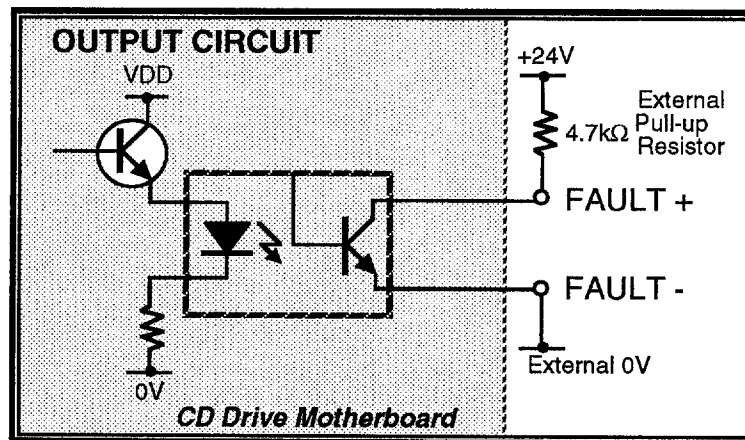 OUTPUT CIRCUIT
VDD
+24V
4.7kΩ
External
Pull-up
Resistor
FAULT +
FAULT -
0V
External 0V
CD Drive Motherboard